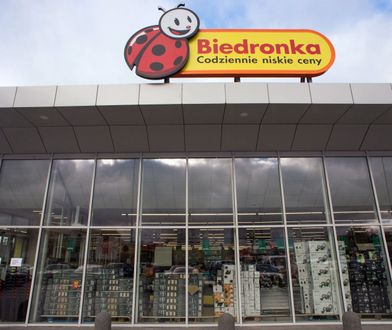 Biedronka
Codziennie niskie ceny